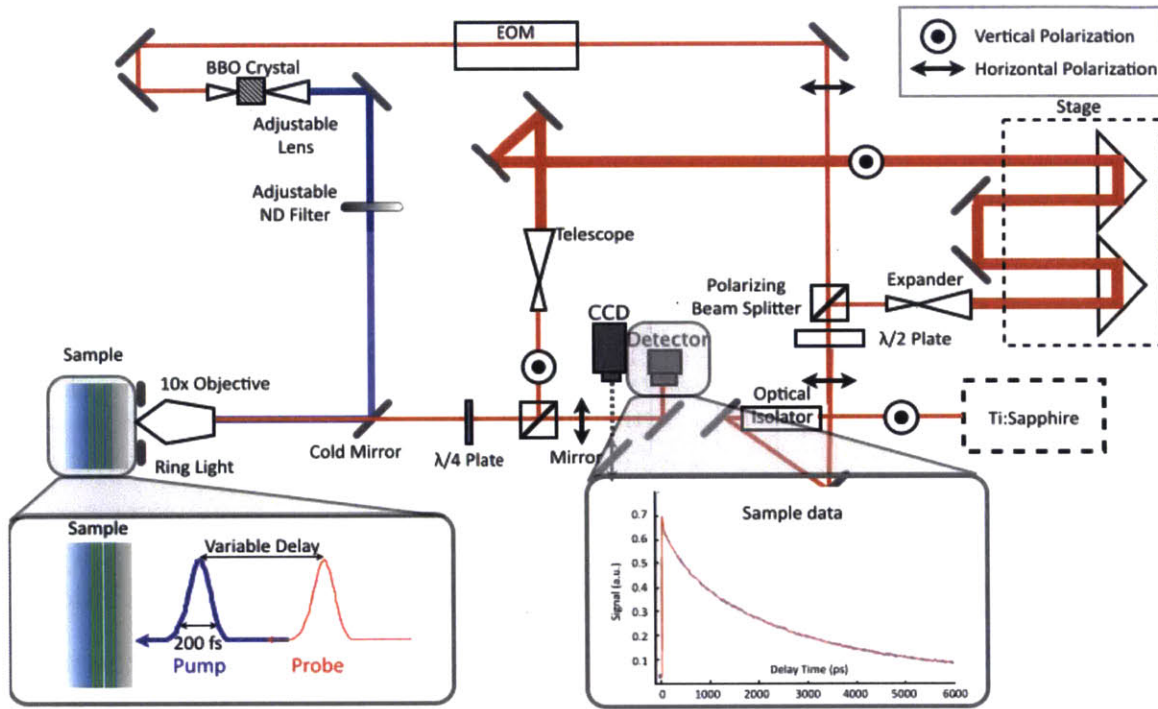 EOM
Vertical Polarization
Horizontal Polarization
BBO Crystal
Stage
Adjustable
Lens
Adjustable
ND Filter
Telescope
Expander
Polarizing
Beam Splitter
CCD
λ/2 Plate
Detector
Sample
10x Objective
Optical
Isolator
Ti:Sapphire
Cold Mirror
λ/4 Plate
Mirror
Ring Light
Sample
Variable Delay
200 fs
Pump
Probe
Sample data
Signal (a.u.)
0.7
0.6
0.5
0.4
0.3
0.2
0.1
Delay Time (ps)
0
1000
2000
3000
4000
5000
6000